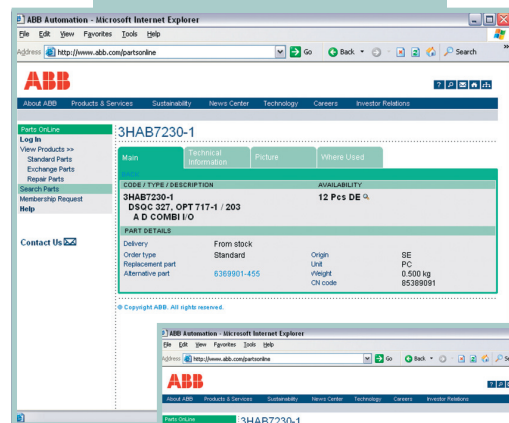 ABB Automation - Microsoft Internet Explorer
File Edit View Favorites Tools Help
Address http://www.abb.com/partsonline Go Back Search »
ABB
About ABB Products & Services Sustainability News Center Technology Careers Investor Relations
Parts OnLine
Log In
View Products >>
Standard Parts
Exchange Parts
Repair Parts
Search Parts
Membership Request
Help
Contact Us
3HAB7230-1
Main Technical Information Picture Where Used
CODE / TYPE / DESCRIPTION AVAILABILITY
3HAB7230-1 12 Pcs DE
DSQC 327, OPT 717-1 / 203
A D COMBI I/O
PART DETAILS
Delivery From stock
Order type Standard Origin SE
Replacement part Unit PC
Alternative part 6369901-455 Weight 0.500 kg
CN code 85389091
© Copyright ABB. All rights reserved.
ABB Automation - Microsoft Internet Explorer
File Edit View Favorites Tools Help
Address http://www.abb.com/partsonline Go Back
ABB
About ABB Products & Services Sustainability News Center Technology Careers Investor Relations
Parts OnLine
3HAB7230-1